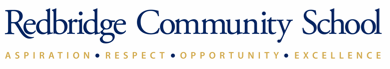 Redbridge Community School
ASPIRATION • RESPECT • OPPORTUNITY • EXCELLENCE